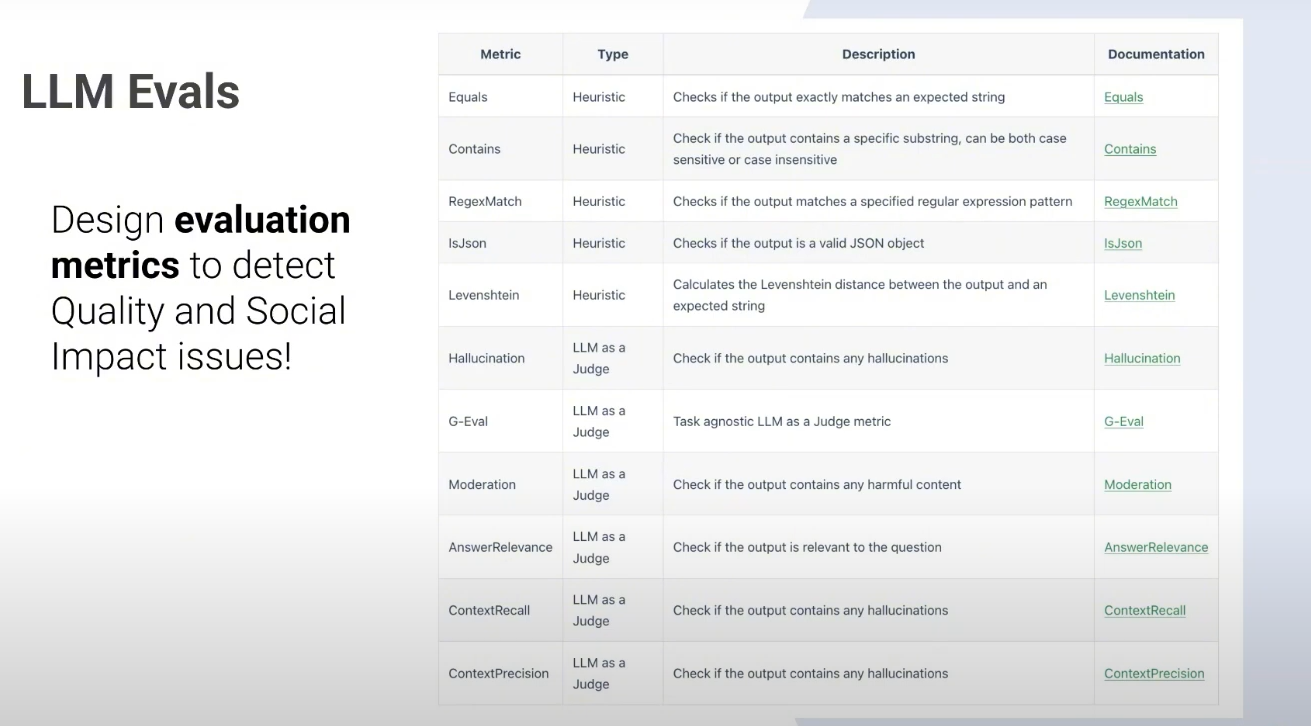 LLM Evals
Design evaluation
metrics to detect
Quality and Social
Impact issues!
Metric Type Description Documentation
Equals Heuristic Checks if the output exactly matches an expected string Equals
Contains Heuristic Check if the output contains a specific substring, can be both case
sensitive or case insensitive Contains
RegexMatch Heuristic Checks if the output matches a specified regular expression pattern RegexMatch
IsJson Heuristic Checks if the output is a valid JSON object IsJson
Levenshtein Heuristic Calculates the Levenshtein distance between the output and an
expected string Levenshtein
Hallucination LLM as a
Judge Check if the output contains any hallucinations Hallucination
G-Eval LLM as a
Judge Task agnostic LLM as a Judge metric G-Eval
Moderation LLM as a
Judge Check if the output contains any harmful content Moderation
AnswerRelevance LLM as a
Judge Check if the output is relevant to the question AnswerRelevance
ContextRecall LLM as a
Judge Check if the output contains any hallucinations ContextRecall
ContextPrecision LLM as a
Judge Check if the output contains any hallucinations ContextPrecision